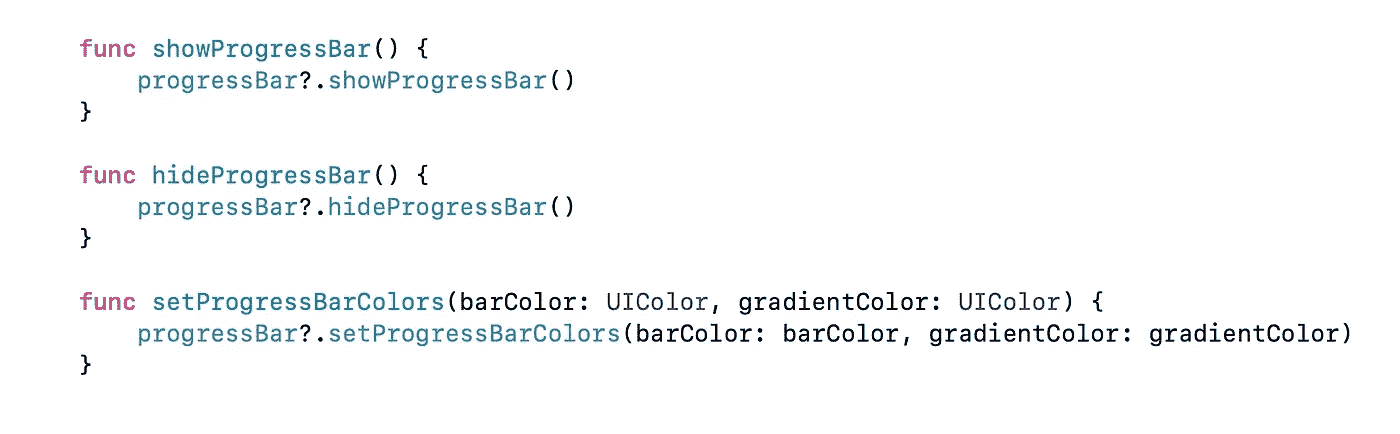 func showProgressBar() {
    progressBar?.showProgressBar()
}

func hideProgressBar() {
    progressBar?.hideProgressBar()
}

func setProgressBarColors(barColor: UIColor, gradientColor: UIColor) {
    progressBar?.setProgressBarColors(barColor: barColor, gradientColor: gradientColor)
}